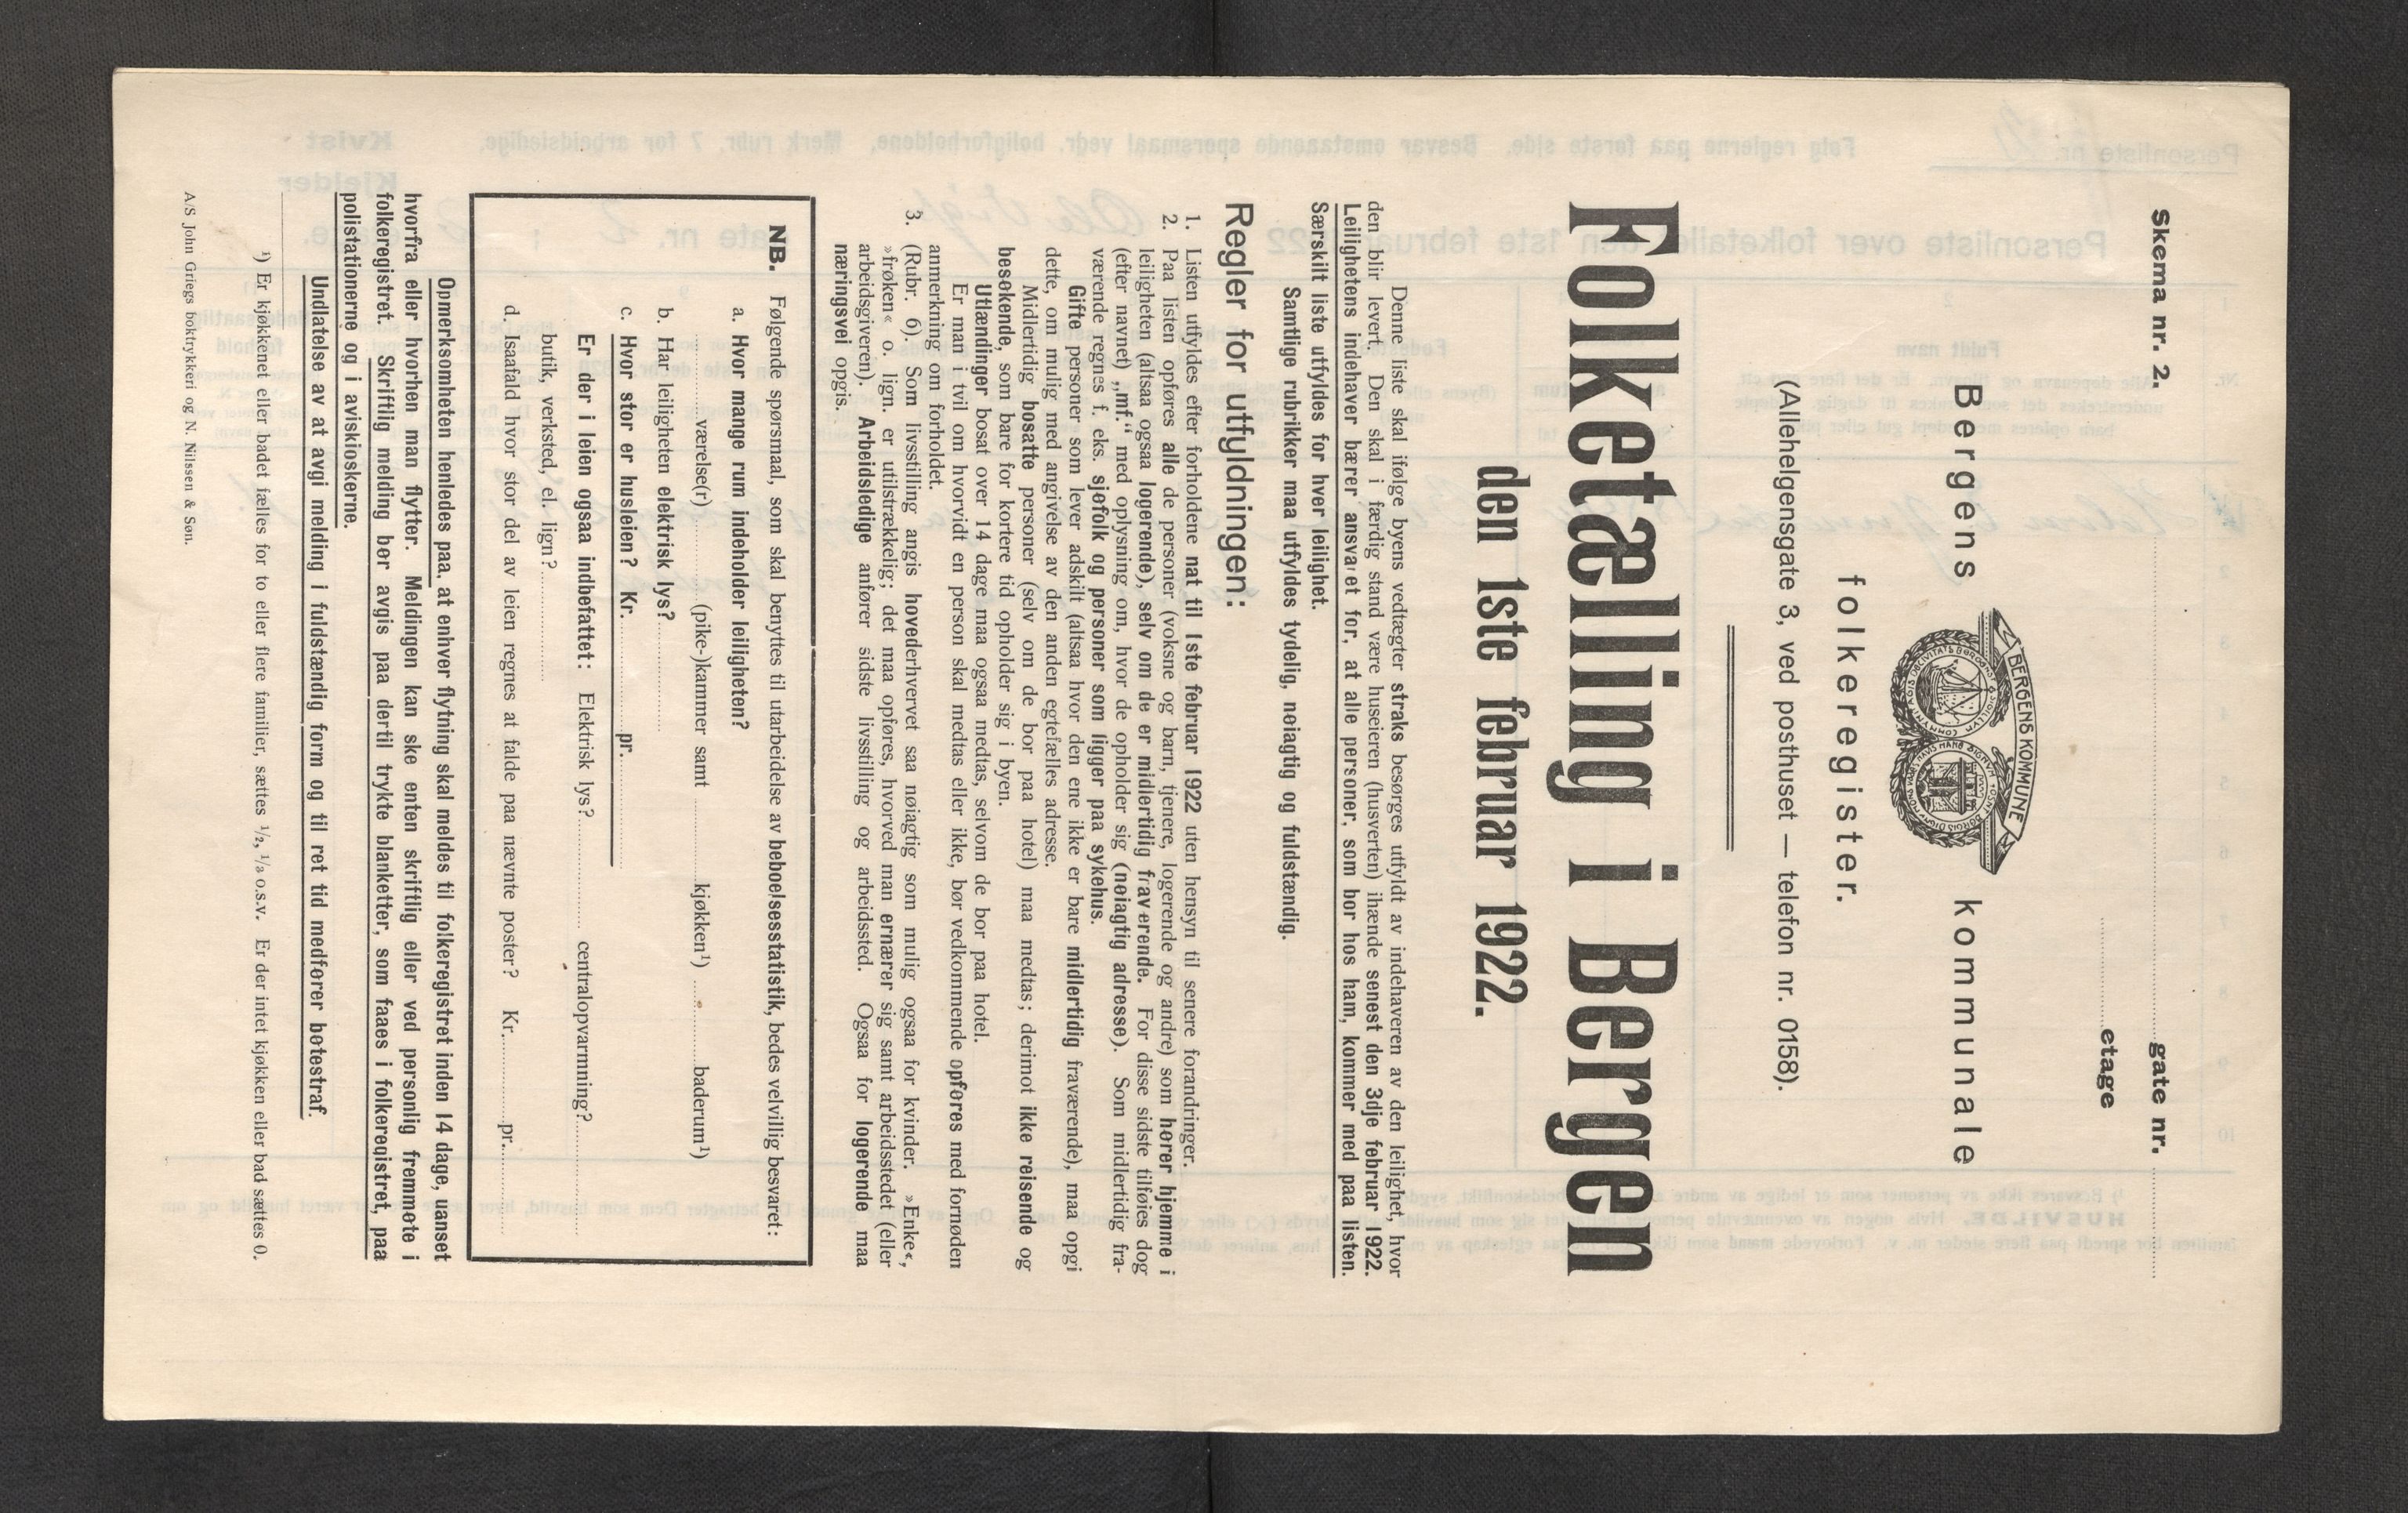 Skema nr. 2. gate nr.
etage
Bergens kommunale
BERGENS KOMMUNE
folkeregister.
(Allehelgensgate 3, ved posthuset — telefon nr. 0158).
Folketælling i Bergen
den 1ste februar 1922.
Denne liste skal ifølge byens vedtægter straks besørges utfyldt av indehaveren av den leilighet, hvor
den blir levert. Den skal i færdig stand være huseieren (husverten) ihænde senest den 3dje februar 1922.
Leilighetens indehaver bærer ansvaret for, at alle personer, som bor hos ham, kommer med paa listen.
Særskilt liste utfyldes for hver leilighet.
Samtlige rubrikker maa utfyldes tydelig, nøiagtig og fuldstændig.
Regler for utfyldningen:
1. Listen utfyldes efter forholdene nat til 1ste februar 1922 uten hensyn til senere forandringer.
2. Paa listen opføres alle de personer (voksne og barn, tjenere, logerende og andre) som hører hjemme i
leiligheten (altsaa ogsaa logerende), selv om de er midlertidig fraværende. For disse sidste tilføies dog
(efter navnet) „mf.“ med oplysning om, hvor de opholder sig (nøiagtig adresse). Som midlertidig fra-
værende regnes f. eks. sjøfolk og personer som ligger paa sykehus.
Gifte personer som lever adskilt (altsaa hvor den ene ikke er bare midlertidig fraværende), maa opgi
dette, om mulig med angivelse av den anden egtefælles adresse.
Midlertidig bosatte personer (selv om de bor paa hotel) maa medtas; derimot ikke reisende og
besøkende, som bare for kortere tid opholder sig i byen.
Utlændinger bosat over 14 dage maa ogsaa medtas, selvom de bor paa hotel.
Er man i tvil om hvorvidt en person skal medtas eller ikke, bør vedkommende opføres med fornøden
anmerkning om forholdet.
3. (Rubr. 6). Som livsstilling angis hovederhvervet saa nøiagtig som mulig ogsaa for kvinder. »Enke«,
»frøken« o. lign. er utilstrækkelig; det maa opføres, hvorved man ernærer sig samt arbeidsstedet (eller
arbeidsgiveren). Arbeidsledige anfører sidste livsstilling og arbeidssted. Ogsaa for logerende maa
næringsvei opgis.
NB. Følgende spørsmaal, som skal benyttes til utarbeidelse av beboelsesstatistik, bedes velvillig besvaret:
a. Hvor mange rum indeholder leiligheten?
værelse(r) (pike-)kammer samt kjøkken¹) baderum¹)
b. Har leiligheten elektrisk lys?
c. Hvor stor er husleien? Kr. pr.
Er der i leien ogsaa indbefattet: Elektrisk lys? centralopvarmning?
butik, verksted, el. lign?
d. Isaafald hvor stor del av leien regnes at falde paa nævnte poster? Kr. pr.
Opmerksomheten henledes paa, at enhver flytning skal meldes til folkeregistret inden 14 dage, uanset
hvorfra eller hvorhen man flytter. Meldingen kan ske enten skriftlig eller ved personlig fremmøte i
folkeregistret. Skriftlig melding bør avgis paa dertil trykte blanketter, som faaes i folkeregistret, paa
polistationerne og i aviskioskerne.
Undlatelse av at avgi melding i fuldstændig form og til ret tid medfører bøtestraf.
¹) Er kjøkkenet eller badet fælles for to eller flere familier, sættes ¹/₂, ¹/₃ o.s.v. Er der intet kjøkken eller bad sættes 0.
A/S John Griegs boktrykkeri og N. Nilssen & Søn.